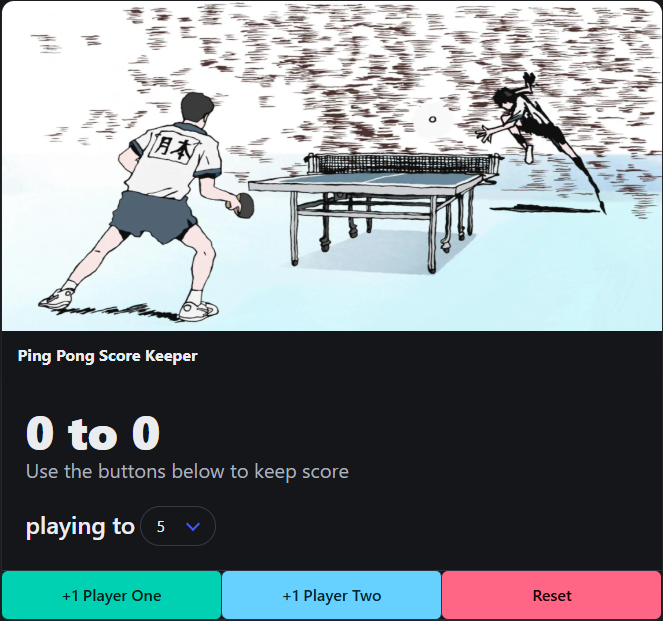 月本
Ping Pong Score Keeper
0 to 0
Use the buttons below to keep score
playing to 5
+1 Player One
+1 Player Two
Reset